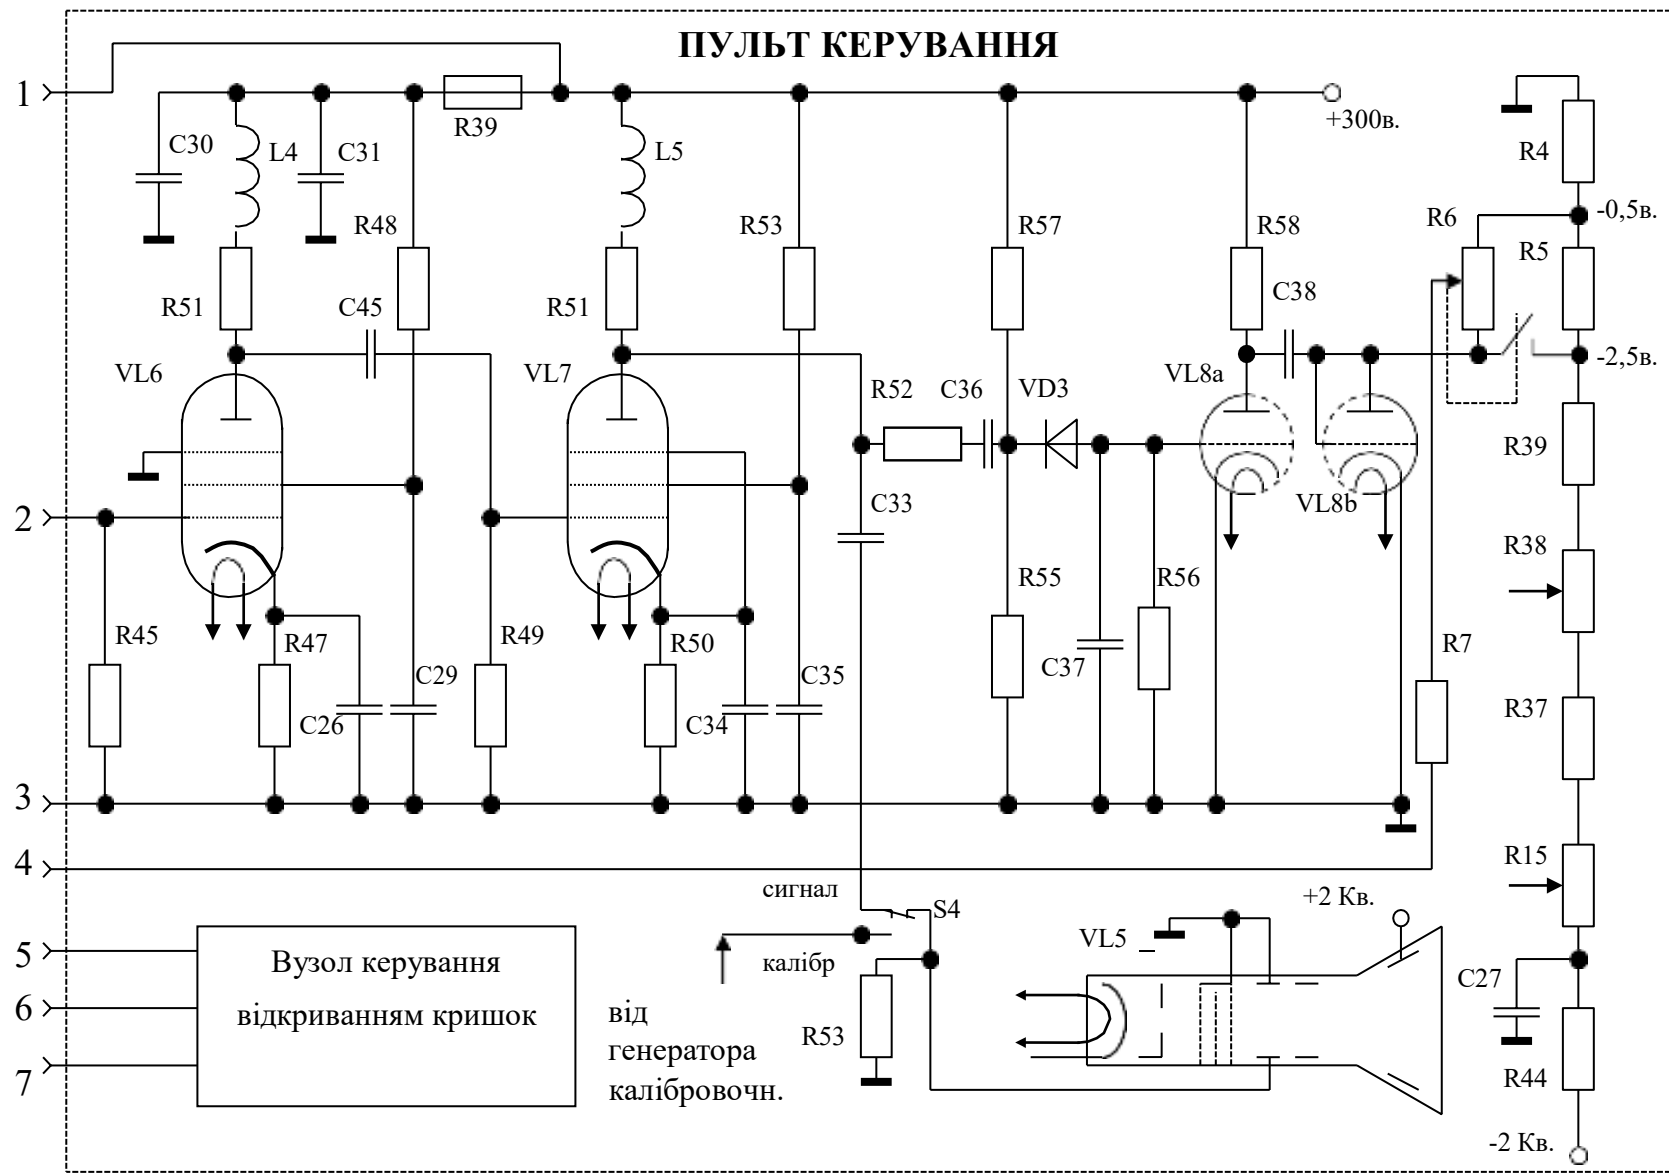 ПУЛЬТ КЕРУВАННЯ
1
R39
+300в.
C30
L4
C31
L5
R4
R48
R53
R57
R58
R6
-0,5в.
R5
R51
C45
R51
C38
-2,5в.
VL6
VL7
R52
C36
VD3
VL8a
R39
2
C33
VL8b
R38
R45
R47
R49
R50
R55
R56
R7
C26
C29
C34
C35
C37
R37
3
4
R15
сигнал
S4
+2 Кв.
5
калібр
VL5
C27
Вузол керування
відкриванням кришок
6
від
генератора
калібровочн.
R53
7
R44
-2 Кв.